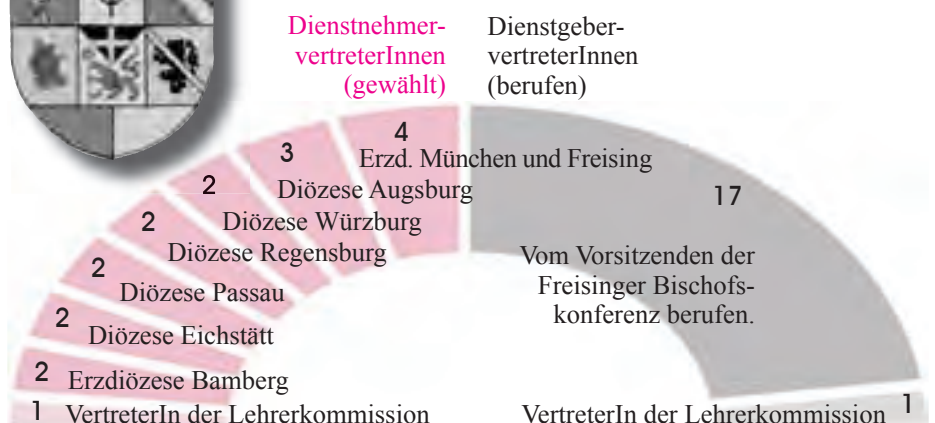 Dienstnehmer-
vertreterInnen
(gewählt)
Dienstgeber-
vertreterInnen
(berufen)
4
Erzd. München und Freising
3
Diözese Augsburg
2
Diözese Würzburg
2
Diözese Regensburg
2
Diözese Passau
2
Diözese Eichstätt
2
Erzdiözese Bamberg
1
VertreterIn der Lehrerkommission
17
Vom Vorsitzenden der
Freisinger Bischofs-
konferenz berufen.
VertreterIn der Lehrerkommission
1